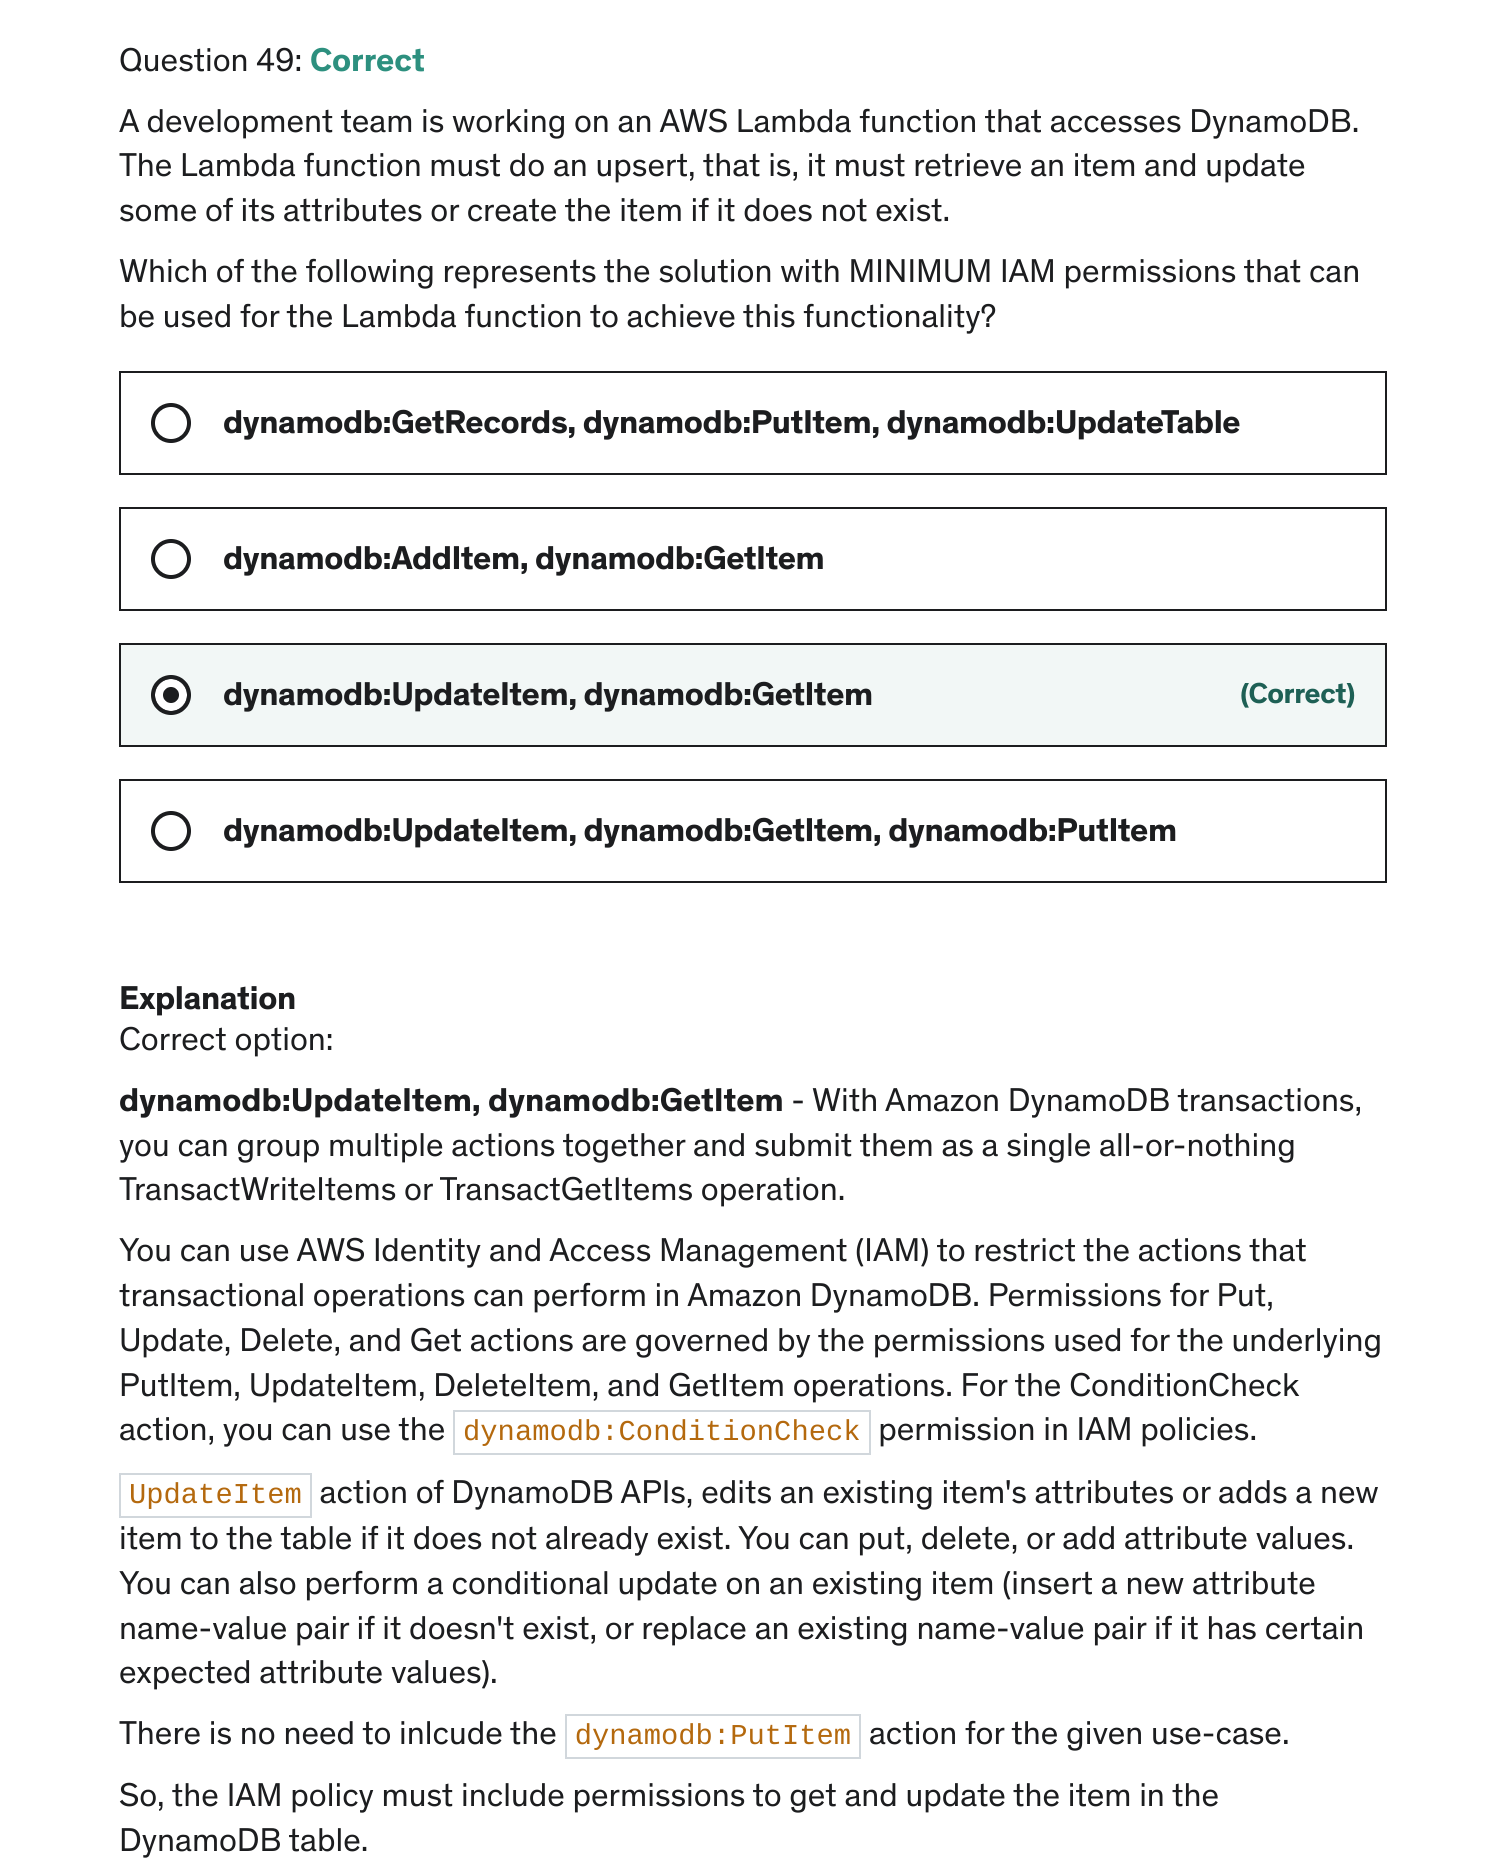 Question 49: Correct
A development team is working on an AWS Lambda function that accesses DynamoDB.
The Lambda function must do an upsert, that is, it must retrieve an item and update
some of its attributes or create the item if it does not exist.
Which of the following represents the solution with MINIMUM IAM permissions that can
be used for the Lambda function to achieve this functionality?
dynamodb:GetRecords, dynamodb:PutItem, dynamodb:UpdateTable
dynamodb:AddItem, dynamodb:GetItem
dynamodb:UpdateItem, dynamodb:GetItem (Correct)
dynamodb:UpdateItem, dynamodb:GetItem, dynamodb:PutItem
Explanation
Correct option:
dynamodb:UpdateItem, dynamodb:GetItem - With Amazon DynamoDB transactions,
you can group multiple actions together and submit them as a single all-or-nothing
TransactWriteItems or TransactGetItems operation.
You can use AWS Identity and Access Management (IAM) to restrict the actions that
transactional operations can perform in Amazon DynamoDB. Permissions for Put,
Update, Delete, and Get actions are governed by the permissions used for the underlying
PutItem, UpdateItem, DeleteItem, and GetItem operations. For the ConditionCheck
action, you can use the dynamodb:ConditionCheck permission in IAM policies.
UpdateItem action of DynamoDB APIs, edits an existing item's attributes or adds a new
item to the table if it does not already exist. You can put, delete, or add attribute values.
You can also perform a conditional update on an existing item (insert a new attribute
name-value pair if it doesn't exist, or replace an existing name-value pair if it has certain
expected attribute values).
There is no need to inlcude the dynamodb:PutItem action for the given use-case.
So, the IAM policy must include permissions to get and update the item in the
DynamoDB table.